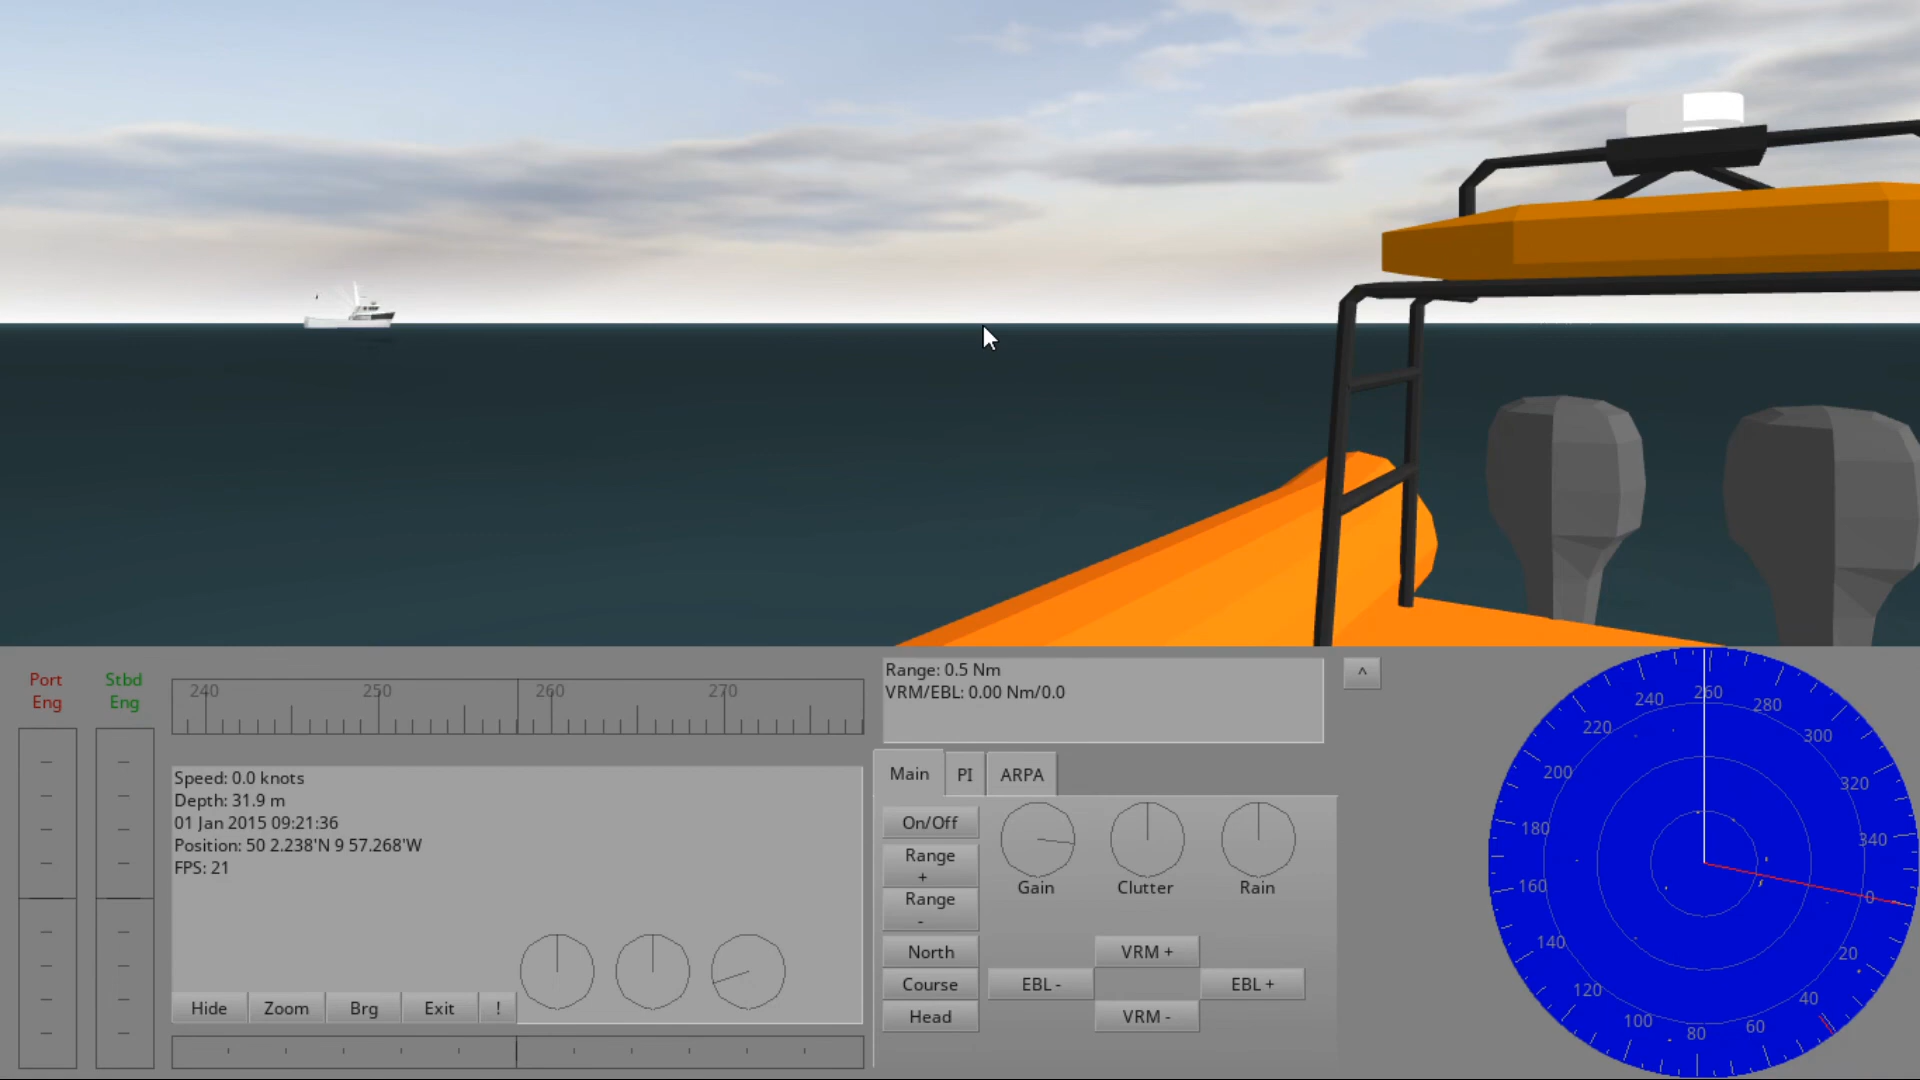 Port
Eng
Stbd
Eng
240 250 260 270
Speed: 0.0 knots
Depth: 31.9 m
01 Jan 2015 09:21:36
Position: 50 2.238'N 9 57.268'W
FPS: 21
Hide Zoom Brg Exit !
Range: 0.5 Nm
VRM/EBL: 0.00 Nm/0.0
^
Main PI ARPA
On/Off
Range
+
Range
-
North
Course
Head
Gain Clutter Rain
VRM +
EBL - EBL +
VRM -
260
240 280
220 300
200 320
180 340
160 0
140 20
120 40
100 80 60